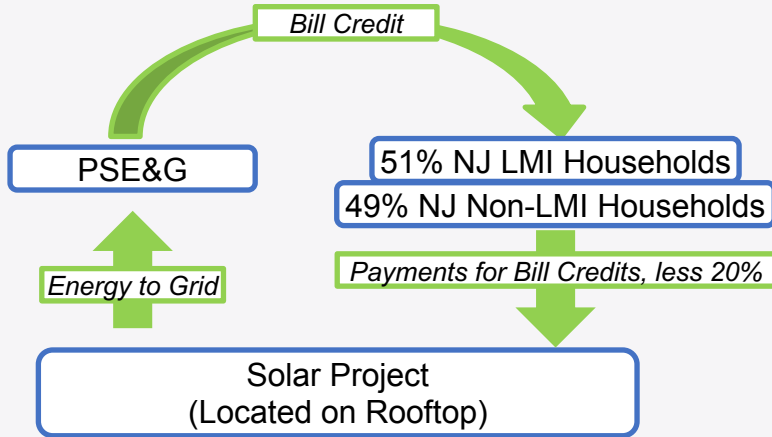 Bill Credit
PSE&G
51% NJ LMI Households
49% NJ Non-LMI Households
Energy to Grid
Payments for Bill Credits, less 20%
Solar Project
(Located on Rooftop)